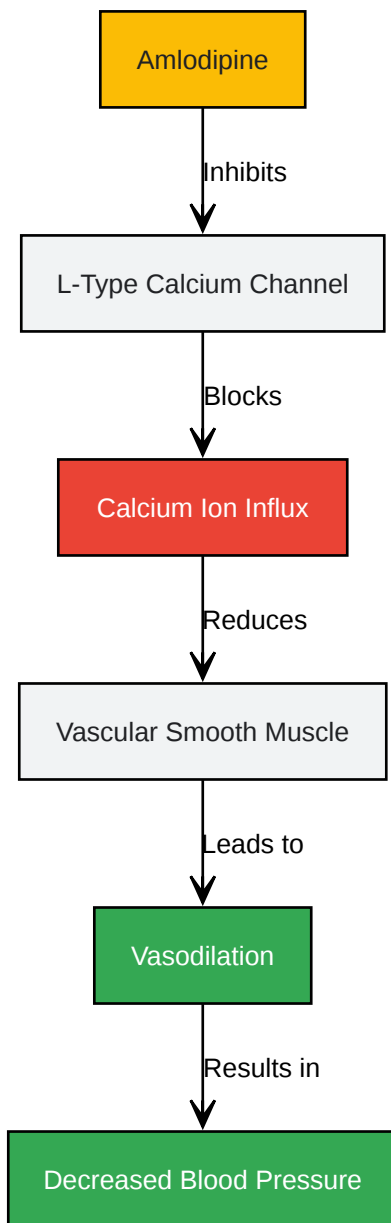 Amlodipine
Inhibits
L-Type Calcium Channel
Blocks
Calcium Ion Influx
Reduces
Vascular Smooth Muscle
Leads to
Vasodilation
Results in
Decreased Blood Pressure